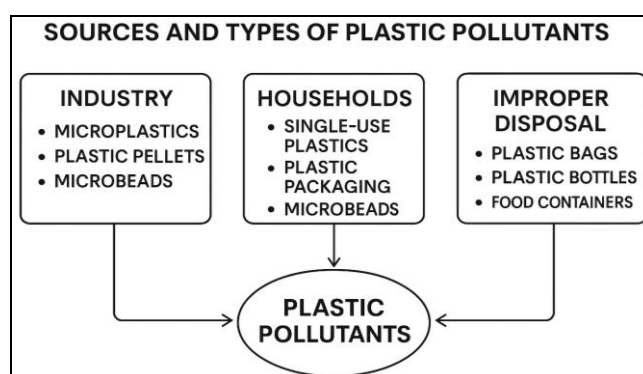 SOURCES AND TYPES OF PLASTIC POLLUTANTS
INDUSTRY
• MICROPLASTICS
• PLASTIC PELLETS
• MICROBEADS
HOUSEHOLDS
• SINGLE-USE
PLASTICS
• PLASTIC
PACKAGING
• MICROBEADS
IMPROPER
DISPOSAL
• PLASTIC BAGS
• PLASTIC BOTTLES
• FOOD CONTAINERS
PLASTIC
POLLUTANTS